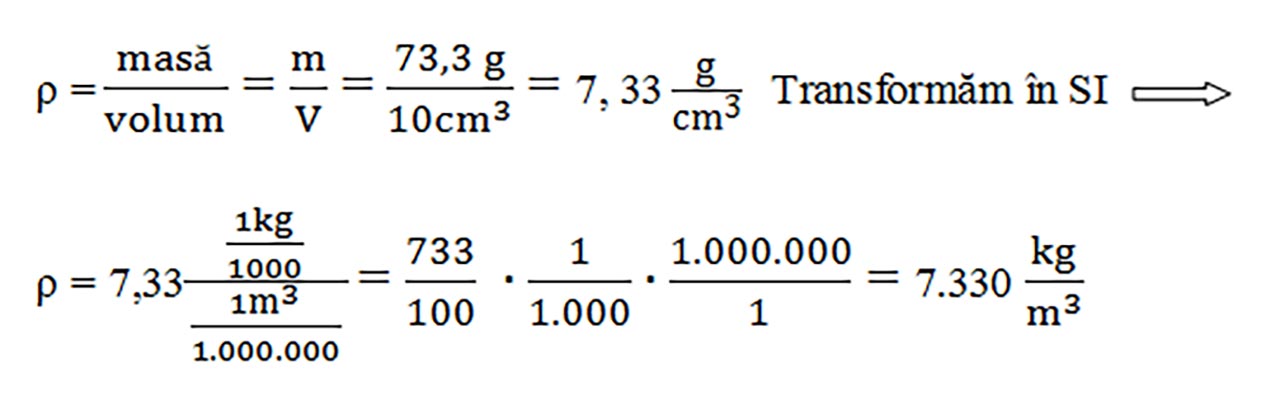 ρ = masă/volum = m/V = 73,3 g/10cm³ = 7, 33 g/cm³ Transformăm în SI ⟹
ρ = 7,33 (1kg/1000)/(1m³/1.000.000) = 733/100 · 1/1.000 · 1.000.000/1 = 7.330 kg/m³